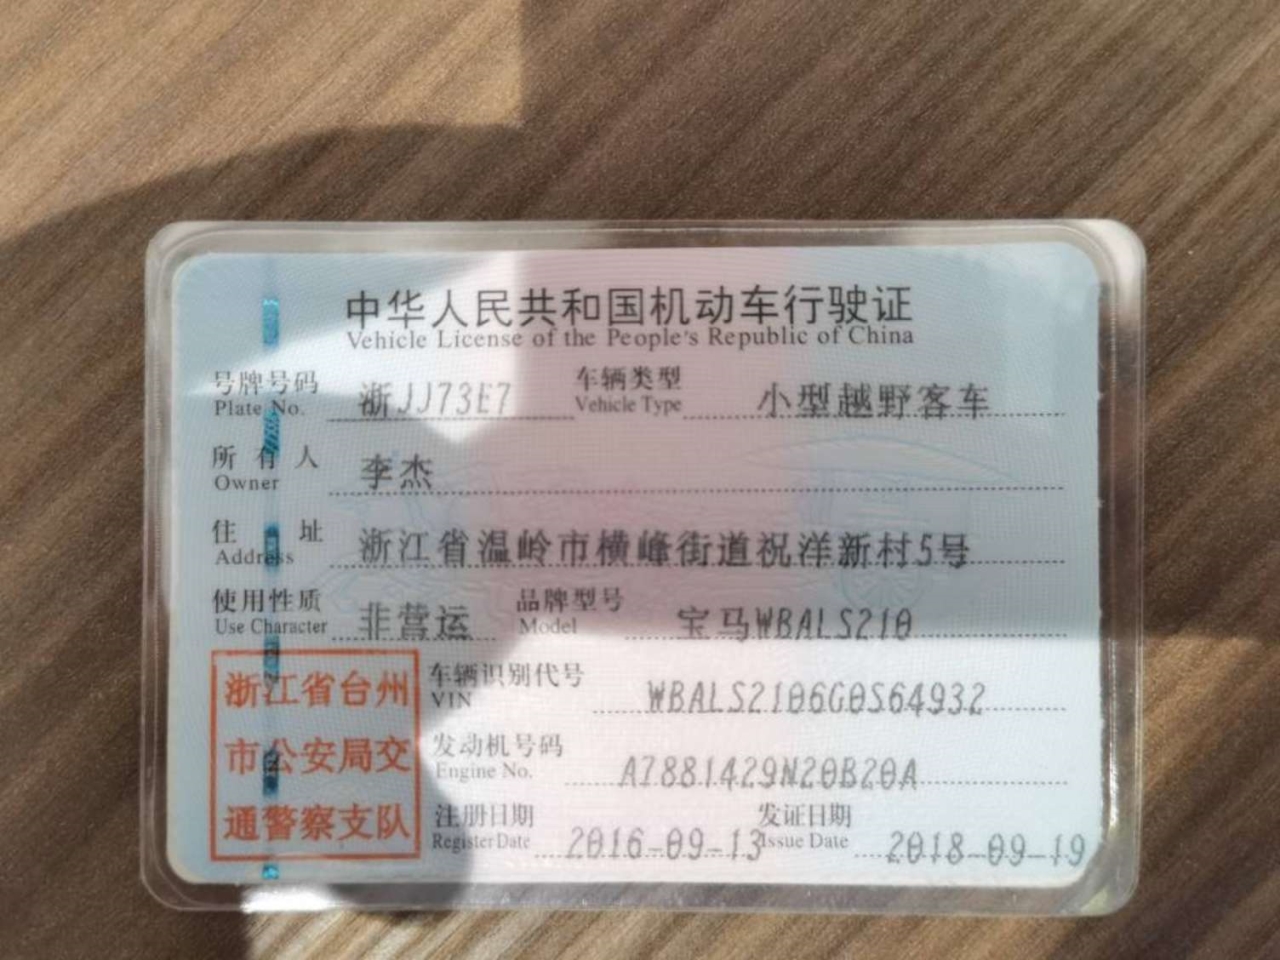 中华人民共和国机动车行驶证
Vehicle License of the People's Republic of China
号牌号码 浙JJ73E7 车辆类型 小型越野客车
Plate No. Vehicle Type
所有人 李杰
Owner
住址 浙江省温岭市横峰街道祝洋新村5号
Address
使用性质 非营运 品牌型号 宝马WBALS210
Use Character Model
浙江省台州
市公安局交
通警察支队
车辆识别代号 WBALS2106G0S64932
VIN
发动机号码 A7881429N20B20A
Engine No.
注册日期 2016-09-13 发证日期 2018-09-19
Register Date Issue Date